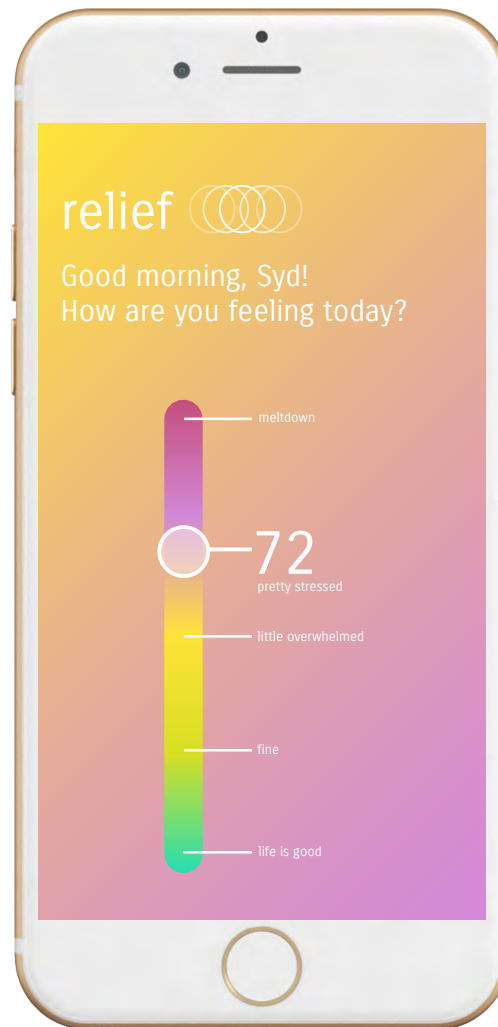 relief
Good morning, Syd!
How are you feeling today?
meltdown
72
pretty stressed
little overwhelmed
fine
life is good